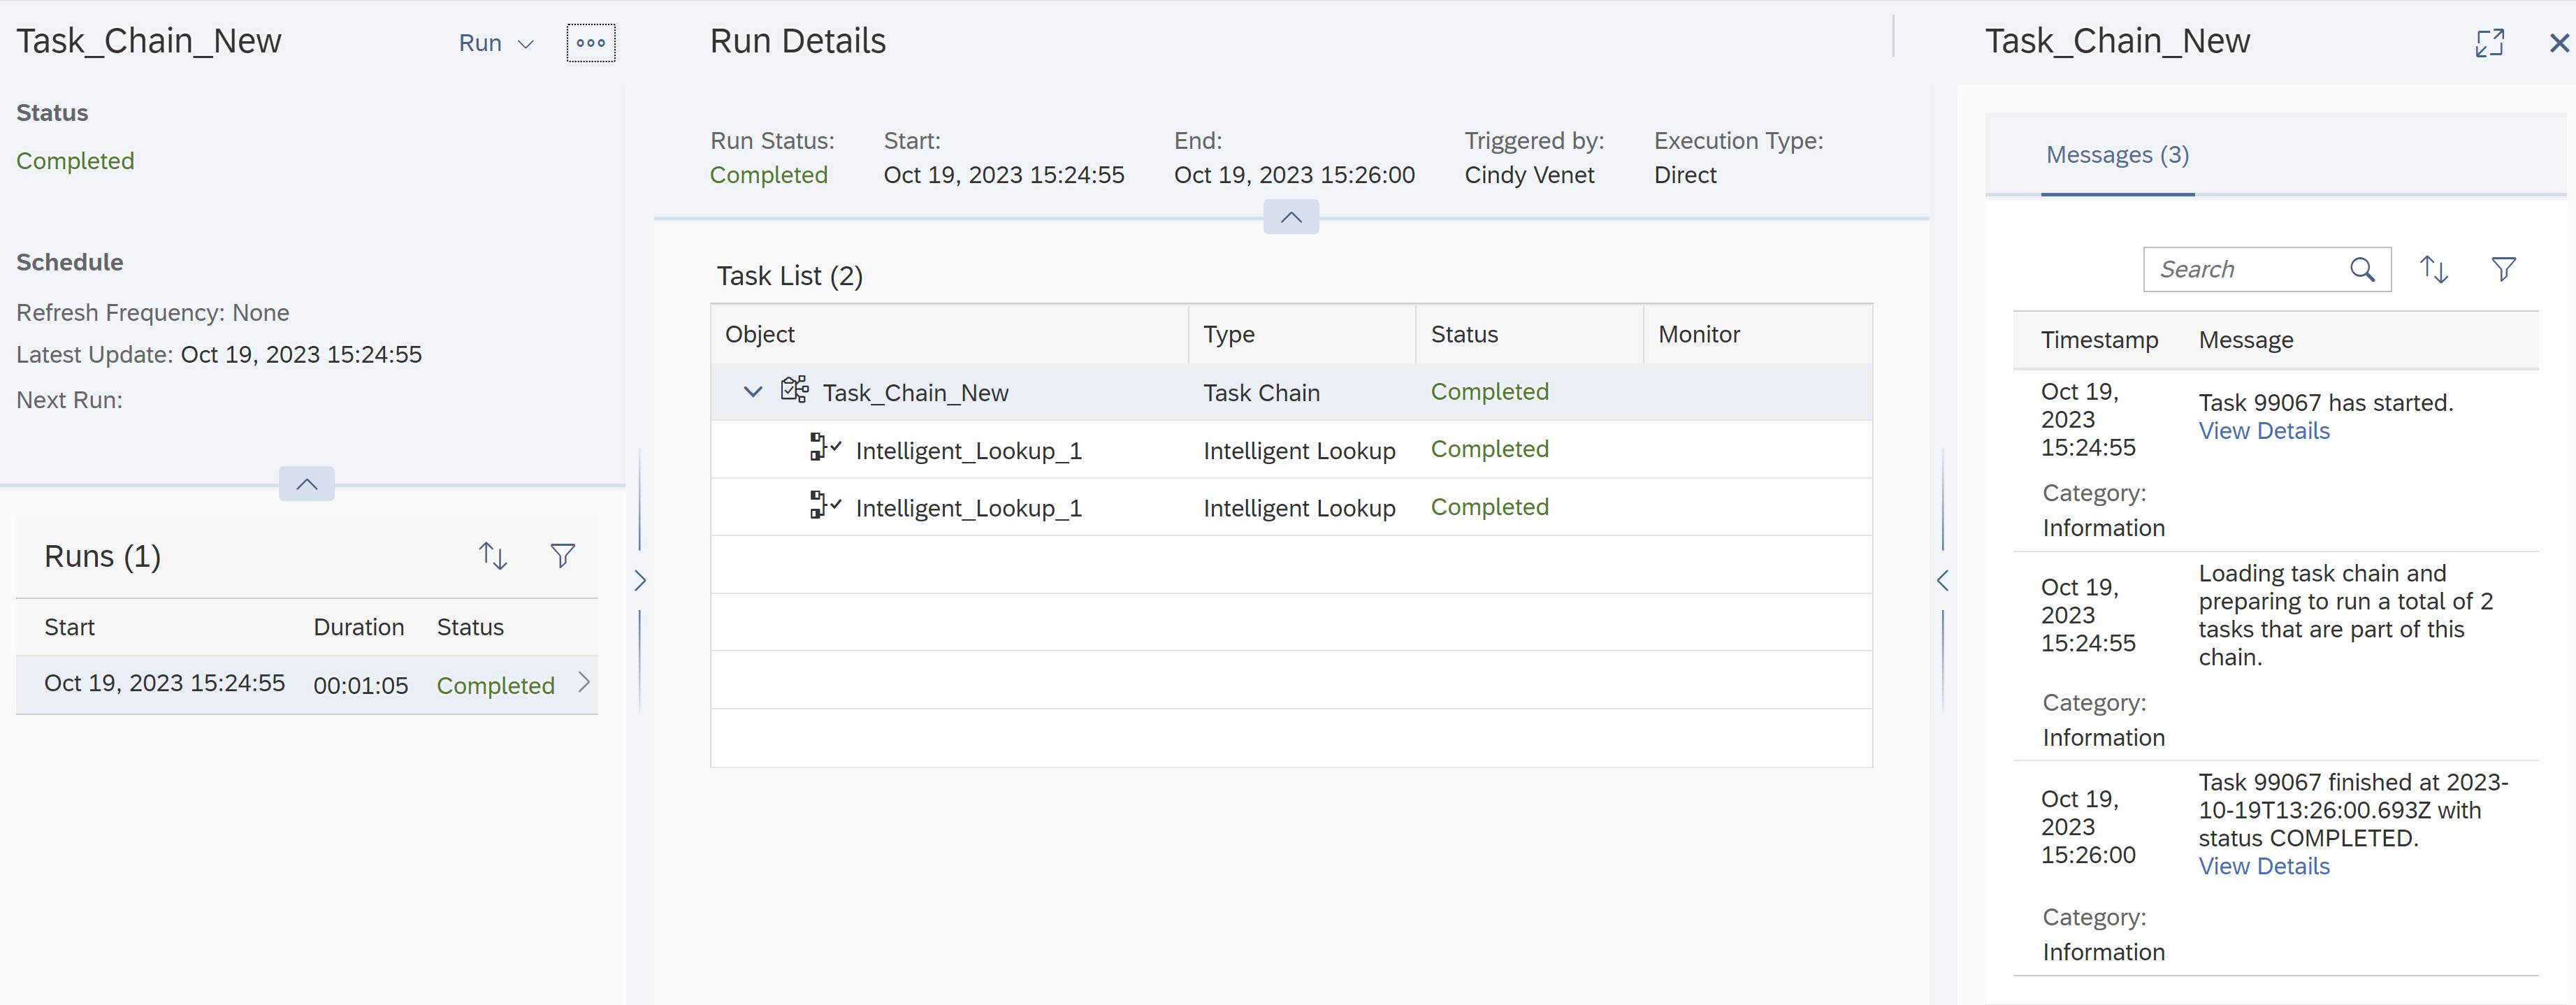 Task_Chain_New
Run
Status
Completed
Schedule
Refresh Frequency: None
Latest Update: Oct 19, 2023 15:24:55
Next Run:
Runs (1)
Start Duration Status
Oct 19, 2023 15:24:55 00:01:05 Completed
Run Details
Run Status: Start: End: Triggered by: Execution Type:
Completed Oct 19, 2023 15:24:55 Oct 19, 2023 15:26:00 Cindy Venet Direct
Task List (2)
Object Type Status Monitor
Task_Chain_New Task Chain Completed
Intelligent_Lookup_1 Intelligent Lookup Completed
Intelligent_Lookup_1 Intelligent Lookup Completed
Task_Chain_New
Messages (3)
Search
Timestamp Message
Oct 19,
2023
15:24:55
Task 99067 has started.
View Details
Category:
Information
Oct 19,
2023
15:24:55
Loading task chain and
preparing to run a total of 2
tasks that are part of this
chain.
Category:
Information
Oct 19,
2023
15:26:00
Task 99067 finished at 2023-
10-19T13:26:00.693Z with
status COMPLETED.
View Details
Category:
Information